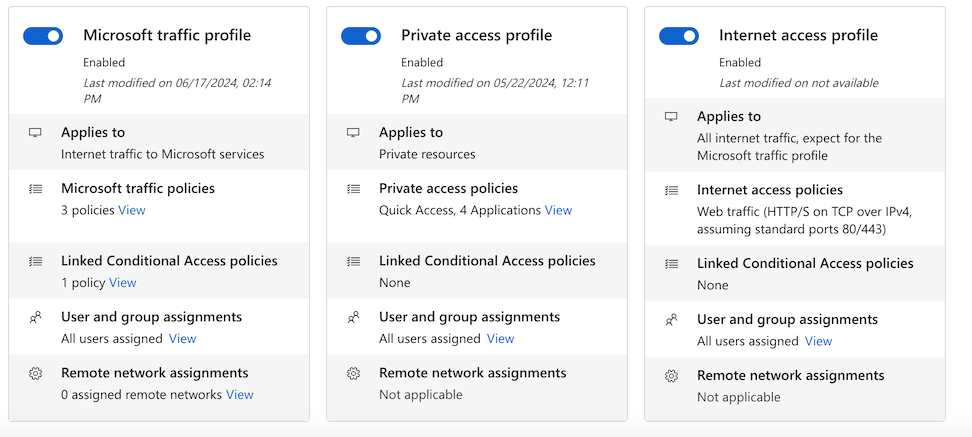 Microsoft traffic profile
Enabled
Last modified on 06/17/2024, 02:14
PM
Applies to
Internet traffic to Microsoft services
Microsoft traffic policies
3 policies View
Linked Conditional Access policies
1 policy View
User and group assignments
All users assigned View
Remote network assignments
0 assigned remote networks View
Private access profile
Enabled
Last modified on 05/22/2024, 12:11
PM
Applies to
Private resources
Private access policies
Quick Access, 4 Applications View
Linked Conditional Access policies
None
User and group assignments
All users assigned View
Remote network assignments
Not applicable
Internet access profile
Enabled
Last modified on not available
Applies to
All internet traffic, expect for the
Microsoft traffic profile
Internet access policies
Web traffic (HTTP/S on TCP over IPv4,
assuming standard ports 80/443)
Linked Conditional Access policies
None
User and group assignments
All users assigned View
Remote network assignments
Not applicable